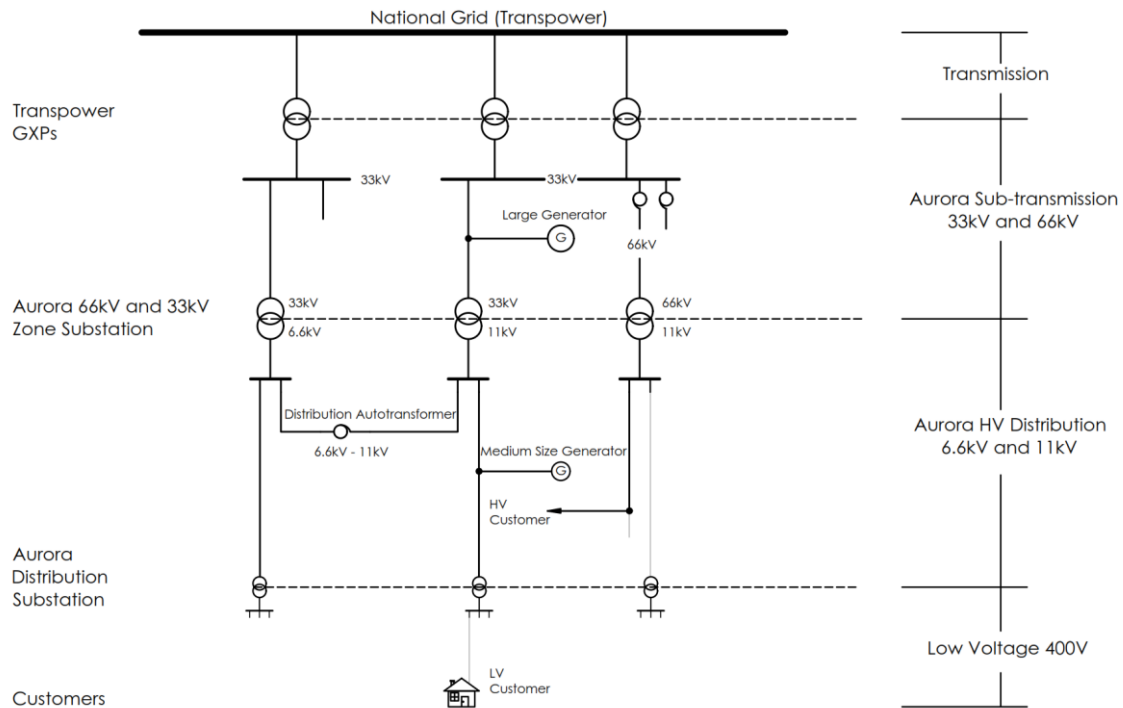 National Grid (Transpower)
Transmission
Transpower
GXPs
33kV
33kV
Aurora Sub-transmission
33kV and 66kV
Large Generator
G
66kV
Aurora 66kV and 33kV
Zone Substation
33kV
6.6kV
33kV
11kV
66kV
11kV
Distribution Autotransformer
6.6kV - 11kV
Aurora HV Distribution
6.6kV and 11kV
Medium Size Generator
G
HV
Customer
Aurora
Distribution
Substation
Low Voltage 400V
LV
Customer
Customers